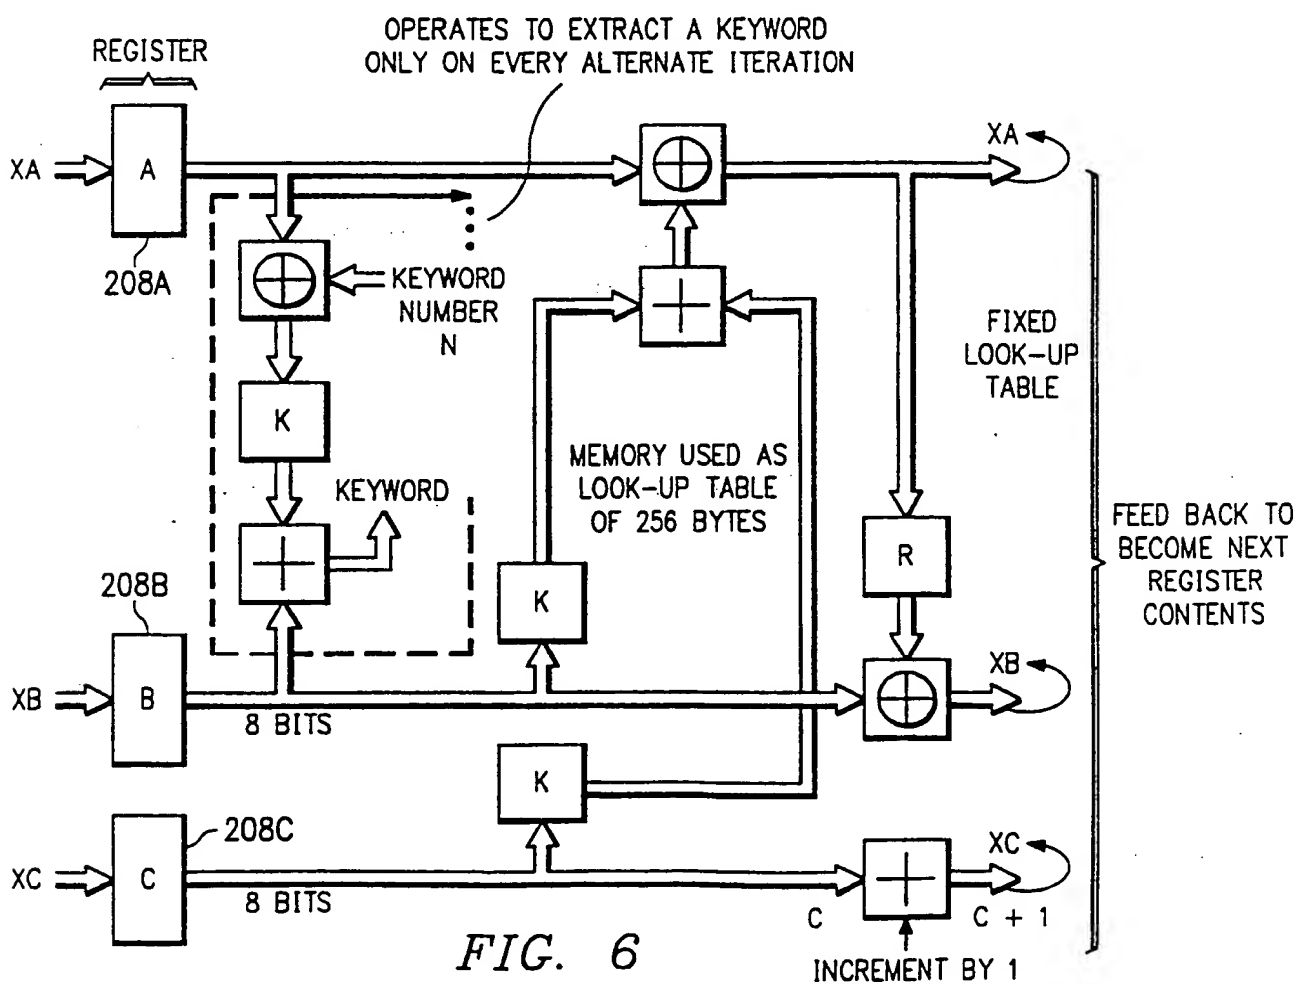 OPERATES TO EXTRACT A KEYWORD
ONLY ON EVERY ALTERNATE ITERATION
REGISTER
XA
A
XA
208A
KEYWORD
NUMBER
N
FIXED
LOOK-UP
TABLE
K
MEMORY USED AS
LOOK-UP TABLE
OF 256 BYTES
KEYWORD
FEED BACK TO
BECOME NEXT
REGISTER
CONTENTS
R
K
208B
XB
B
8 BITS
XB
K
208C
XC
C
8 BITS
XC
C
C + 1
INCREMENT BY 1
FIG. 6